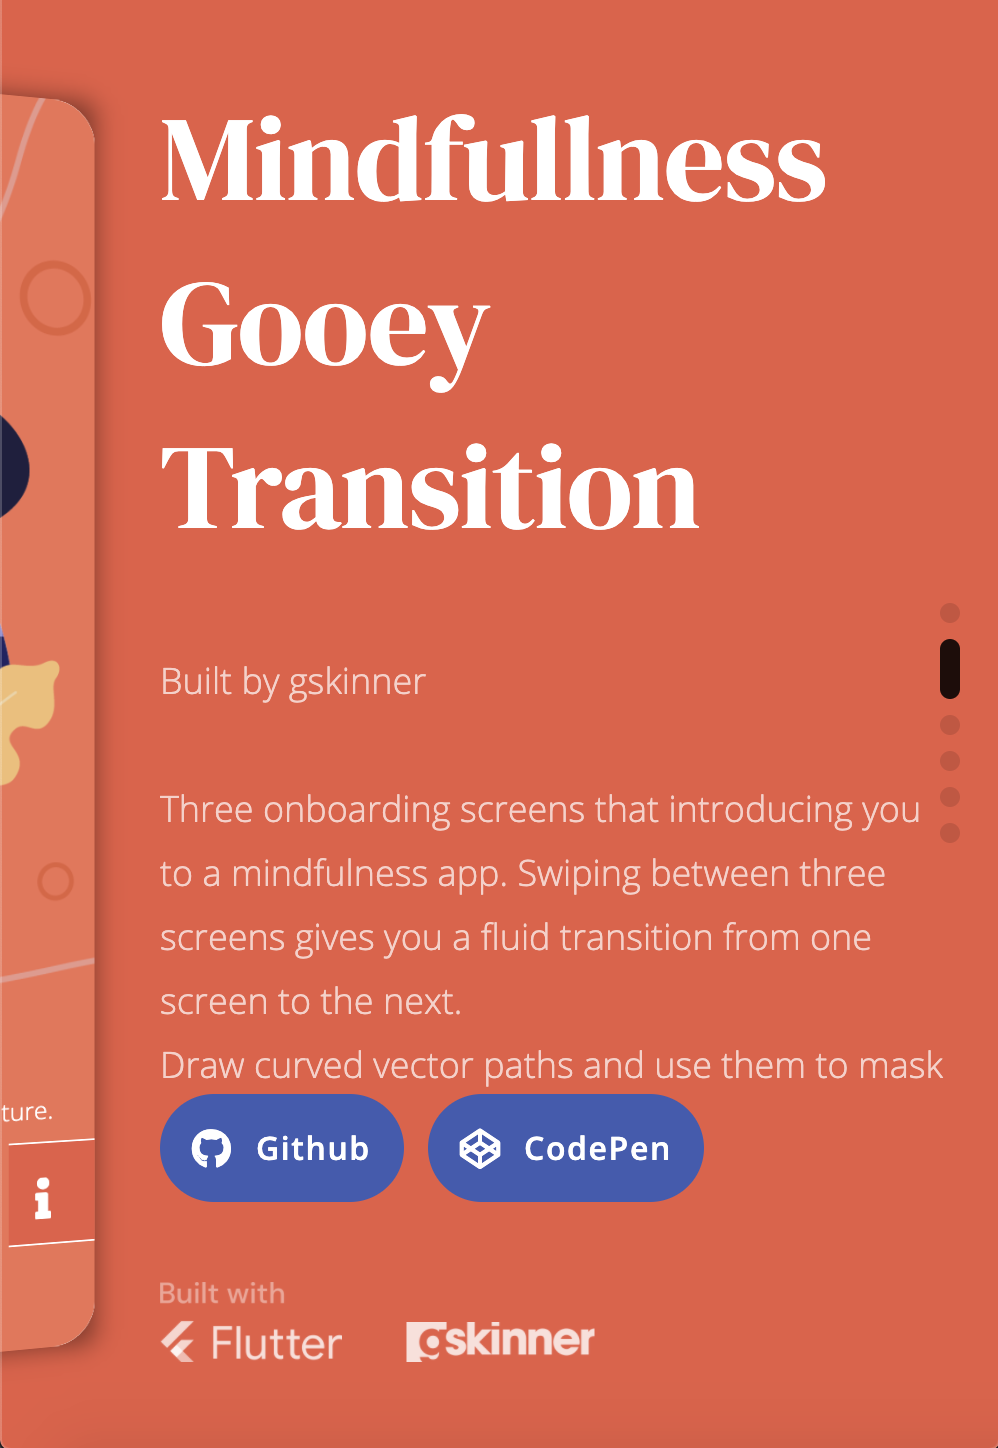 Mindfullness
Gooey
Transition
Built by gskinner
Three onboarding screens that introducing you
to a mindfulness app. Swiping between three
screens gives you a fluid transition from one
screen to the next.
Draw curved vector paths and use them to mask
ture.
i
Github
CodePen
Built with
Flutter
gskinner